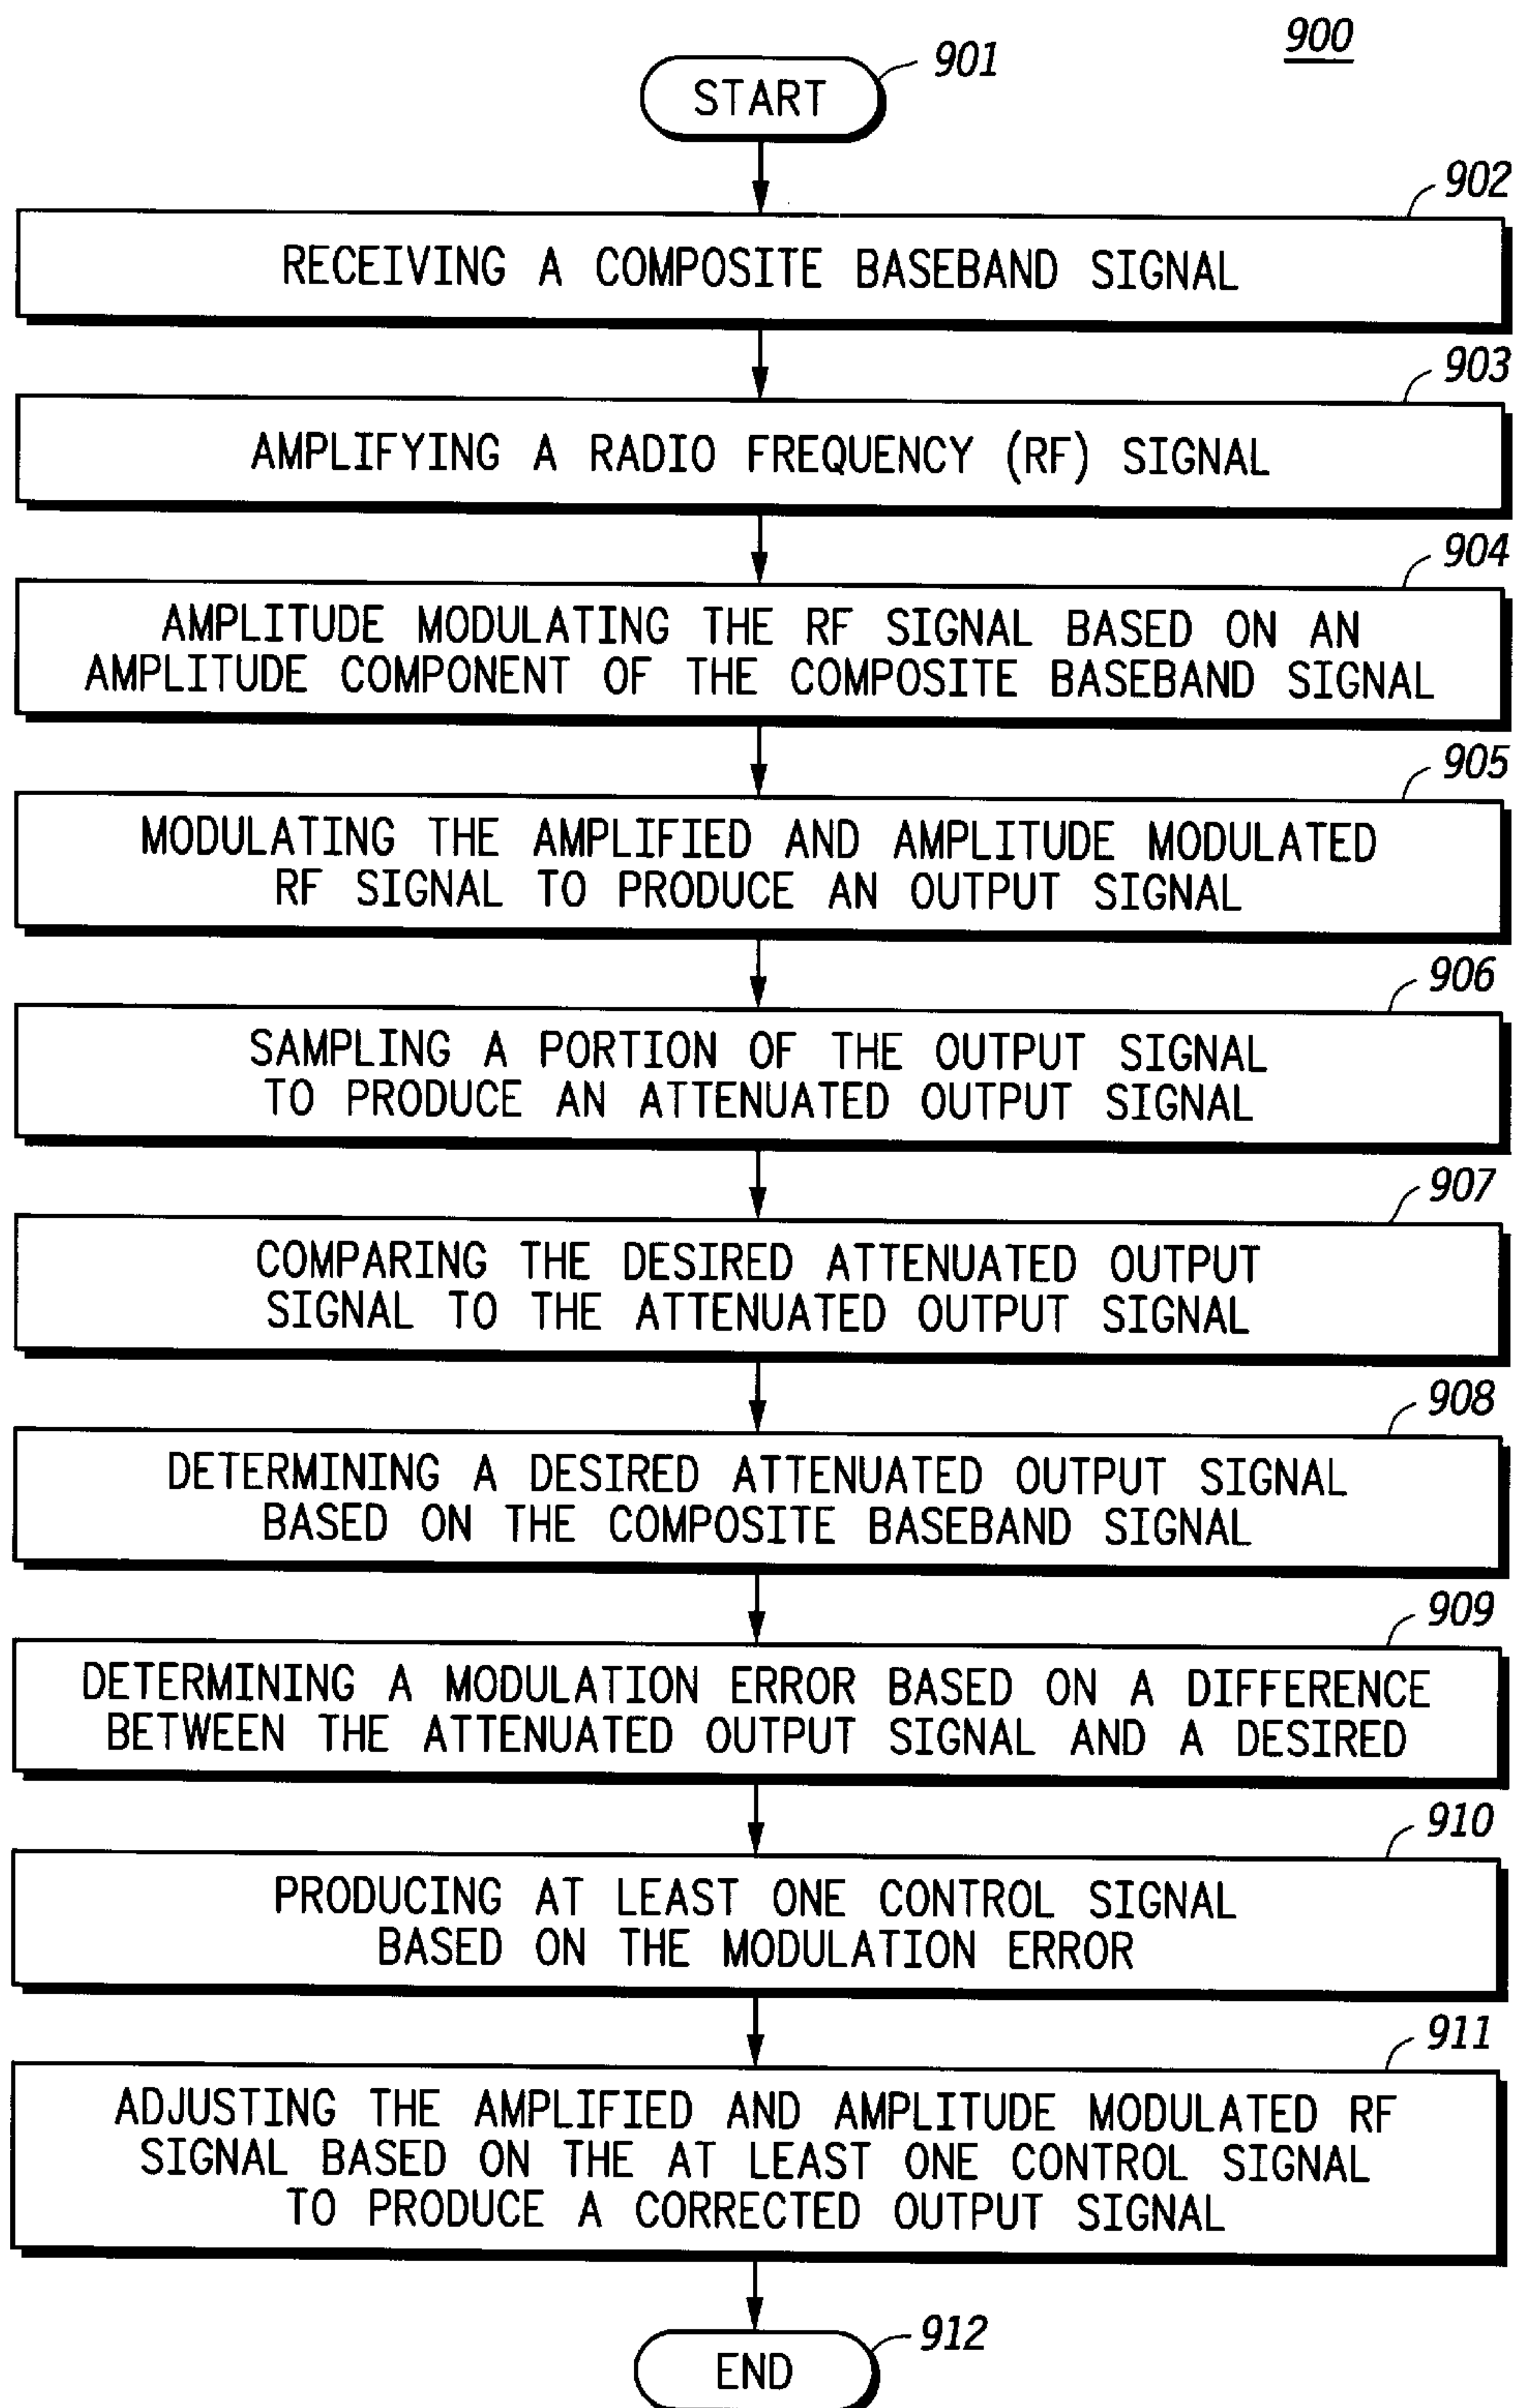 900
START
901
902
RECEIVING A COMPOSITE BASEBAND SIGNAL
903
AMPLIFYING A RADIO FREQUENCY (RF) SIGNAL
904
AMPLITUDE MODULATING THE RF SIGNAL BASED ON AN
AMPLITUDE COMPONENT OF THE COMPOSITE BASEBAND SIGNAL
905
MODULATING THE AMPLIFIED AND AMPLITUDE MODULATED
RF SIGNAL TO PRODUCE AN OUTPUT SIGNAL
906
SAMPLING A PORTION OF THE OUTPUT SIGNAL
TO PRODUCE AN ATTENUATED OUTPUT SIGNAL
907
COMPARING THE DESIRED ATTENUATED OUTPUT
SIGNAL TO THE ATTENUATED OUTPUT SIGNAL
908
DETERMINING A DESIRED ATTENUATED OUTPUT SIGNAL
BASED ON THE COMPOSITE BASEBAND SIGNAL
909
DETERMINING A MODULATION ERROR BASED ON A DIFFERENCE
BETWEEN THE ATTENUATED OUTPUT SIGNAL AND A DESIRED
910
PRODUCING AT LEAST ONE CONTROL SIGNAL
BASED ON THE MODULATION ERROR
911
ADJUSTING THE AMPLIFIED AND AMPLITUDE MODULATED RF
SIGNAL BASED ON THE AT LEAST ONE CONTROL SIGNAL
TO PRODUCE A CORRECTED OUTPUT SIGNAL
912
END